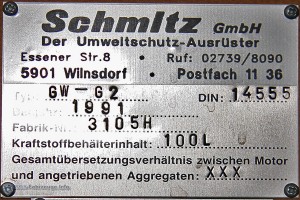 Schmitz GmbH
Der Umweltschutz-Ausrüster
Essener Str.8 • Ruf: 02739/8090
5901 Wilnsdorf • Postfach 11 36
GW-G2 DIN: 14555
1991
Fabrik-Nr. 3105H
Kraftstoffbehälterinhalt: 100L
Gesamtübersetzungsverhältnis zwischen Motor
und angetriebenen Aggregaten: XXX